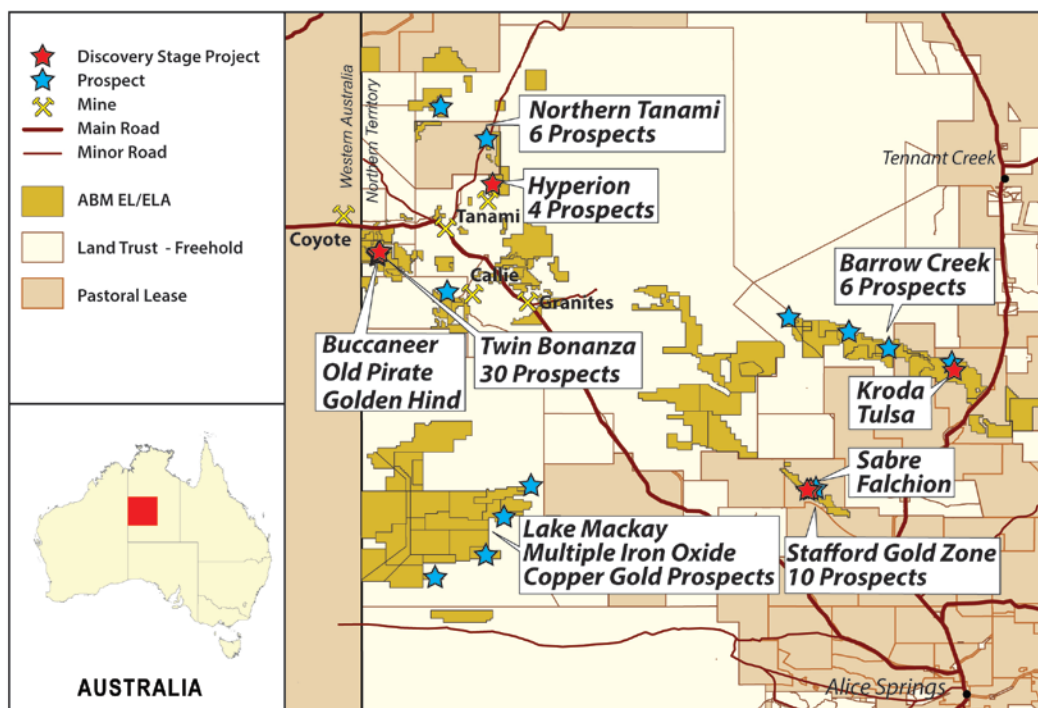 Discovery Stage Project
Prospect
Mine
Main Road
Minor Road
ABM EL/ELA
Land Trust - Freehold
Pastoral Lease
AUSTRALIA
Western Australia
Northern Territory
Northern Tanami
6 Prospects
Hyperion
4 Prospects
Tennant Creek
Tanami
Coyote
Callie
Granites
Barrow Creek
6 Prospects
Buccaneer
Old Pirate
Golden Hind
Twin Bonanza
30 Prospects
Kroda
Tulsa
Sabre
Falchion
Lake Mackay
Multiple Iron Oxide
Copper Gold Prospects
Stafford Gold Zone
10 Prospects
Alice Springs